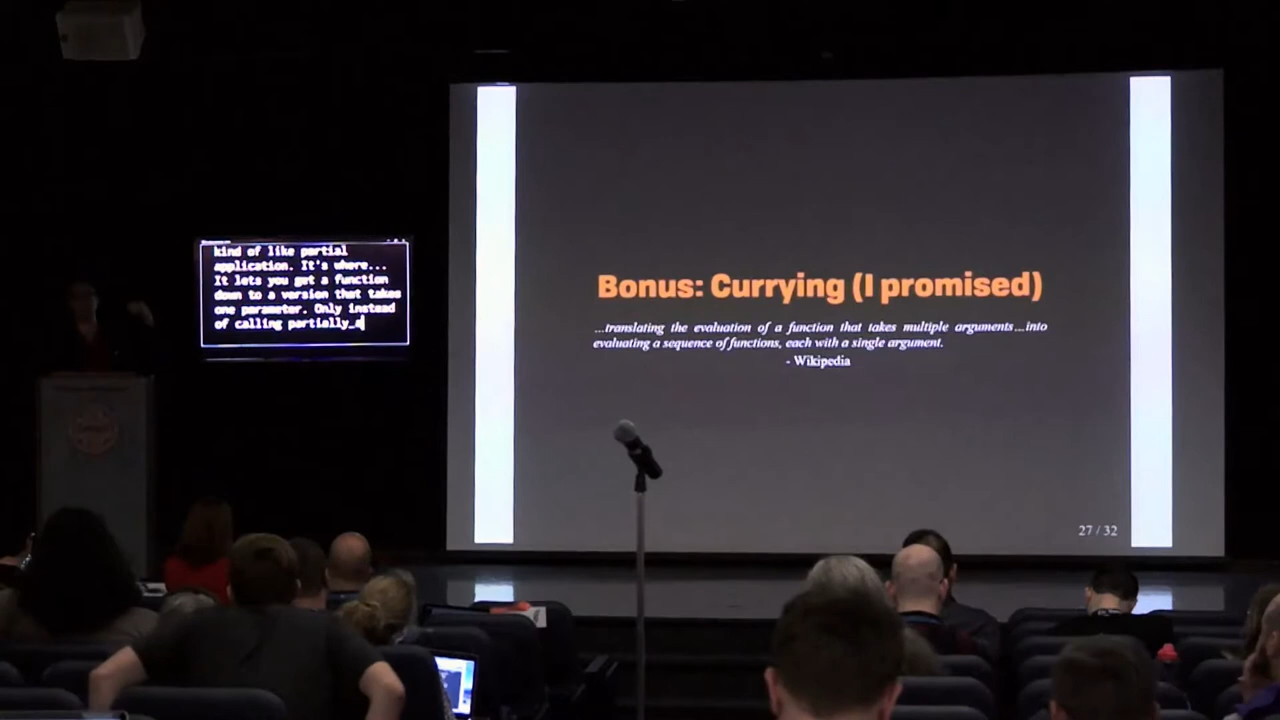 kind of like partial
application. It's where...
It lets you get a function
down to a version that takes
one parameter. Only instead
of calling partially_a
Bonus: Currying (I promised)
...translating the evaluation of a function that takes multiple arguments...into
evaluating a sequence of functions, each with a single argument.
- Wikipedia
27 / 32